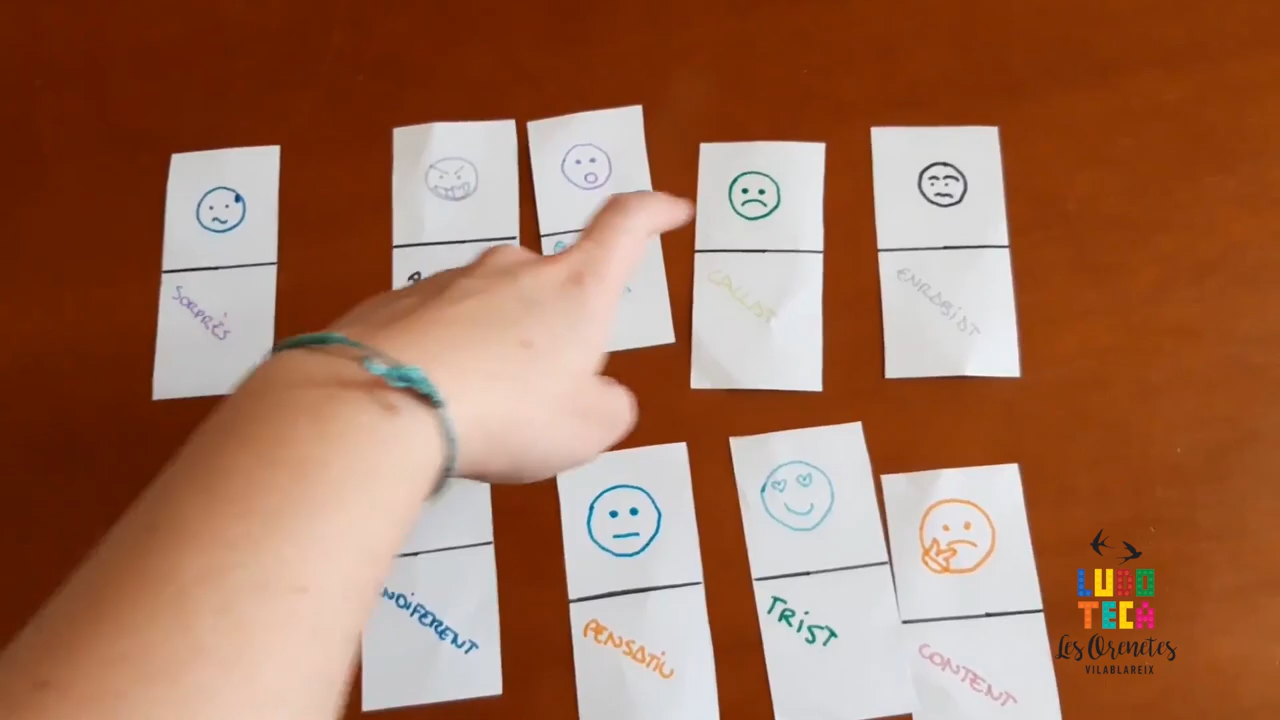 SORPRÈS
CALLAT
ENRABIAT
INDIFERENT
PENSATIU
TRIST
CONTENT
LUDO
TECA
Les Orenetes
VILABLAREIX